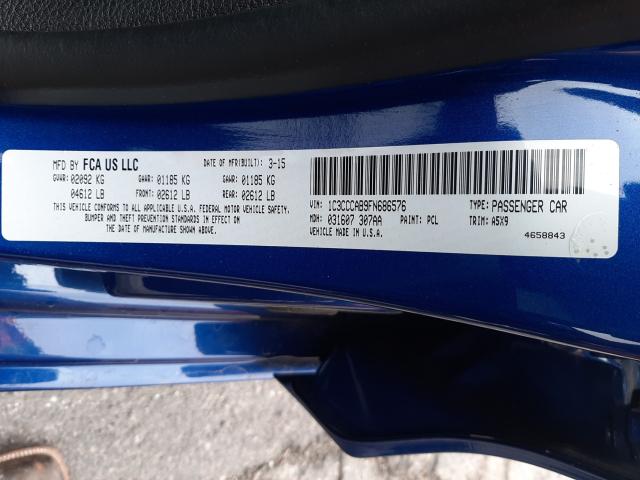 MFD BY FCA US LLC DATE OF MFR(BUILT): 3-15
GVWR: 02092 KG GAWR: 01185 KG GAWR: 01185 KG
04612 LB FRONT: 02612 LB REAR: 02612 LB
THIS VEHICLE CONFORMS TO ALL APPLICABLE U.S.A. FEDERAL MOTOR VEHICLE SAFETY,
BUMPER AND THEFT PREVENTION STANDARDS IN EFFECT ON
THE DATE OF MANUFACTURE SHOWN ABOVE.
VIN: 1C3CCCAB9FN686576 TYPE: PASSENGER CAR
MDH: 031607 307AA PAINT: PCL TRIM: A5X9
VEHICLE MADE IN U.S.A. 4658843